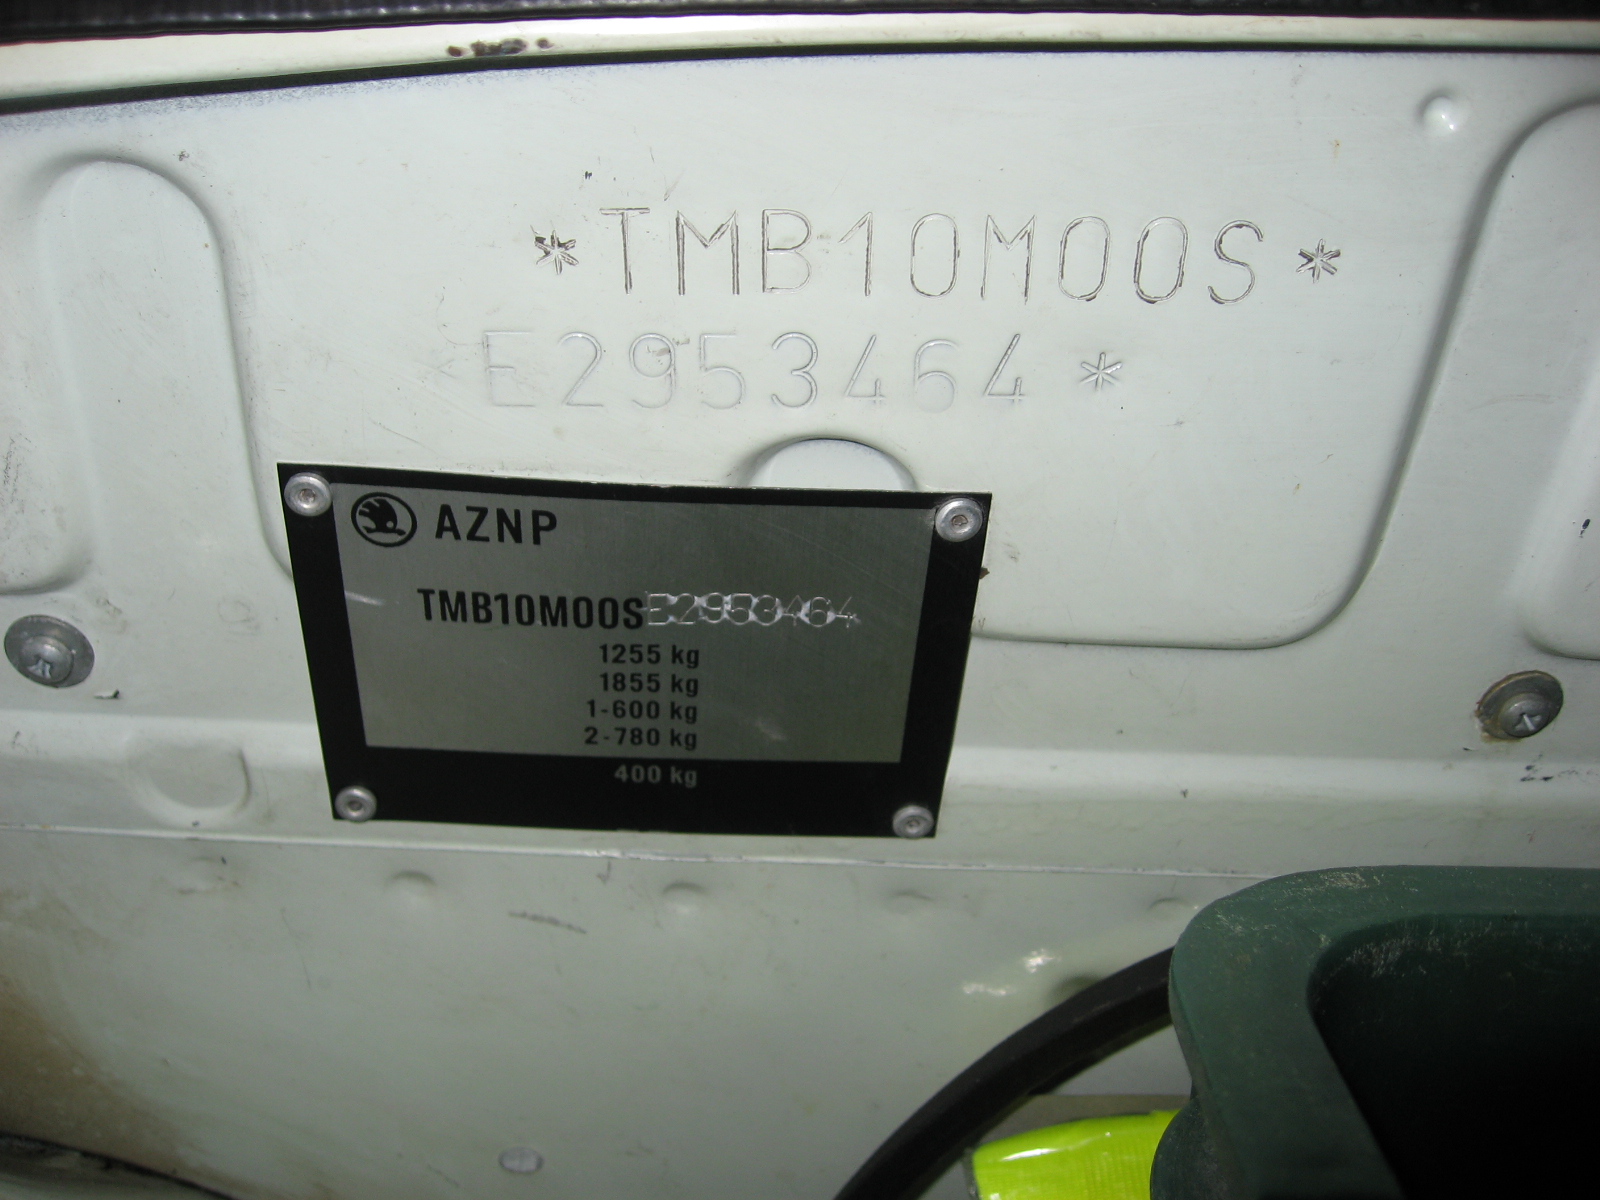 *TMB10M00S*
E2953464*
AZNP
TMB10M00SE2953464
1255 kg
1855 kg
1-600 kg
2-780 kg
400 kg